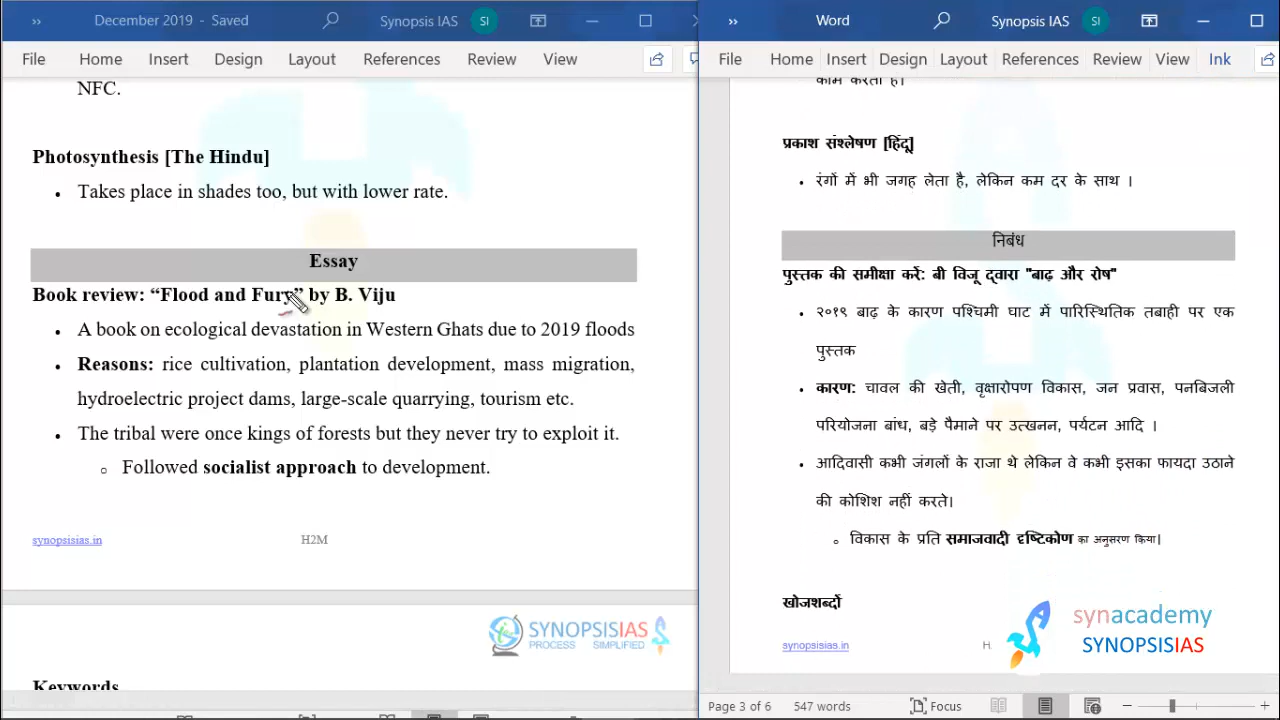 December 2019 - Saved
Synopsis IAS
SI
File Home Insert Design Layout References Review View
NFC.
Photosynthesis [The Hindu]
• Takes place in shades too, but with lower rate.
Essay
Book review: “Flood and Fury” by B. Viju
• A book on ecological devastation in Western Ghats due to 2019 floods
• Reasons: rice cultivation, plantation development, mass migration,
hydroelectric project dams, large-scale quarrying, tourism etc.
• The tribal were once kings of forests but they never try to exploit it.
o Followed socialist approach to development.
synopsisias.in H2M
SYNOPSISIAS
PROCESS SIMPLIFIED
Keywords
Word
Synopsis IAS
SI
File Home Insert Design Layout References Review View Ink
काम करता है।
प्रकाश संश्लेषण [हिंदू]
• रंगों में भी जगह लेता है, लेकिन कम दर के साथ ।
निबंध
पुस्तक की समीक्षा करें: बी विजू द्वारा "बाढ़ और रोष"
• २०१९ बाढ़ के कारण पश्चिमी घाट में पारिस्थितिक तबाही पर एक
पुस्तक
• कारण: चावल की खेती, वृक्षारोपण विकास, जन प्रवास, पनबिजली
परियोजना बांध, बड़े पैमाने पर उत्खनन, पर्यटन आदि ।
• आदिवासी कभी जंगलों के राजा थे लेकिन वे कभी इसका फायदा उठाने
की कोशिश नहीं करते।
o विकास के प्रति समाजवादी दृष्टिकोण का अनुसरण किया।
खोजशब्दों
synopsisias.in H
synacademy
SYNOPSISIAS
Page 3 of 6 547 words Focus